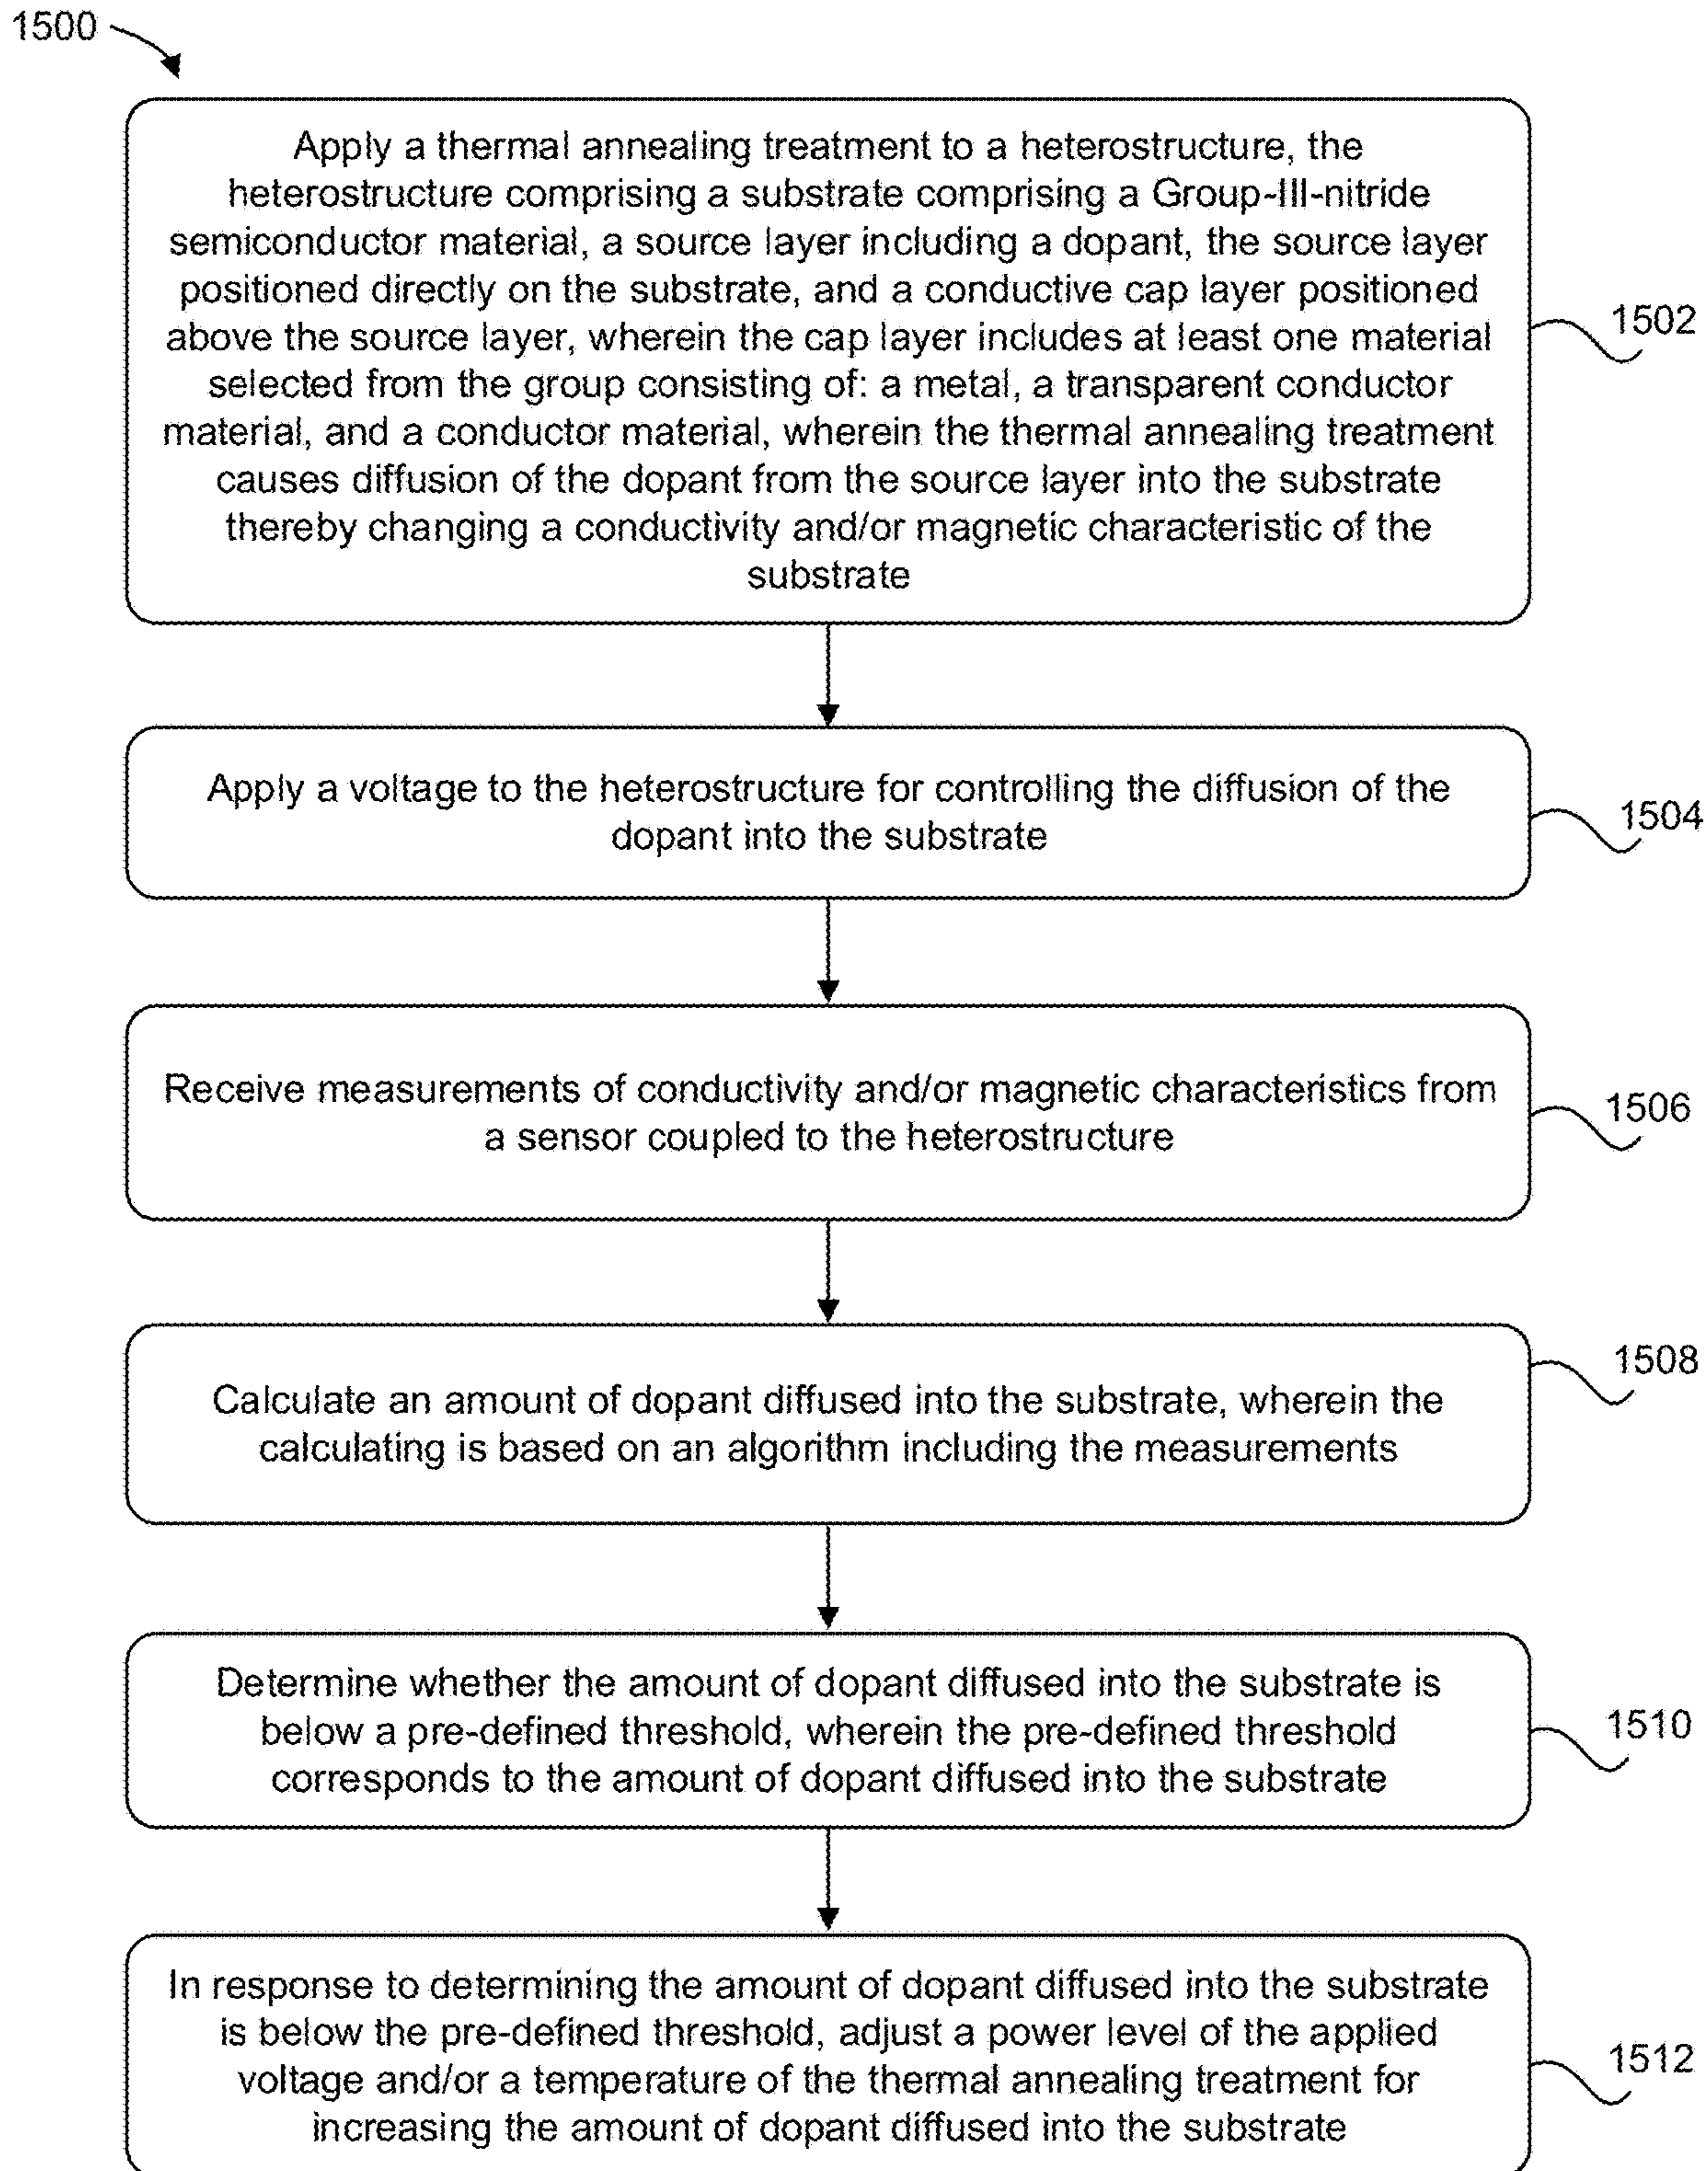 1500
Apply a thermal annealing treatment to a heterostructure, the
heterostructure comprising a substrate comprising a Group-III-nitride
semiconductor material, a source layer including a dopant, the source layer
positioned directly on the substrate, and a conductive cap layer positioned
above the source layer, wherein the cap layer includes at least one material
selected from the group consisting of: a metal, a transparent conductor
material, and a conductor material, wherein the thermal annealing treatment
causes diffusion of the dopant from the source layer into the substrate
thereby changing a conductivity and/or magnetic characteristic of the
substrate
1502
Apply a voltage to the heterostructure for controlling the diffusion of the
dopant into the substrate
1504
Receive measurements of conductivity and/or magnetic characteristics from
a sensor coupled to the heterostructure
1506
Calculate an amount of dopant diffused into the substrate, wherein the
calculating is based on an algorithm including the measurements
1508
Determine whether the amount of dopant diffused into the substrate is
below a pre-defined threshold, wherein the pre-defined threshold
corresponds to the amount of dopant diffused into the substrate
1510
In response to determining the amount of dopant diffused into the substrate
is below the pre-defined threshold, adjust a power level of the applied
voltage and/or a temperature of the thermal annealing treatment for
increasing the amount of dopant diffused into the substrate
1512